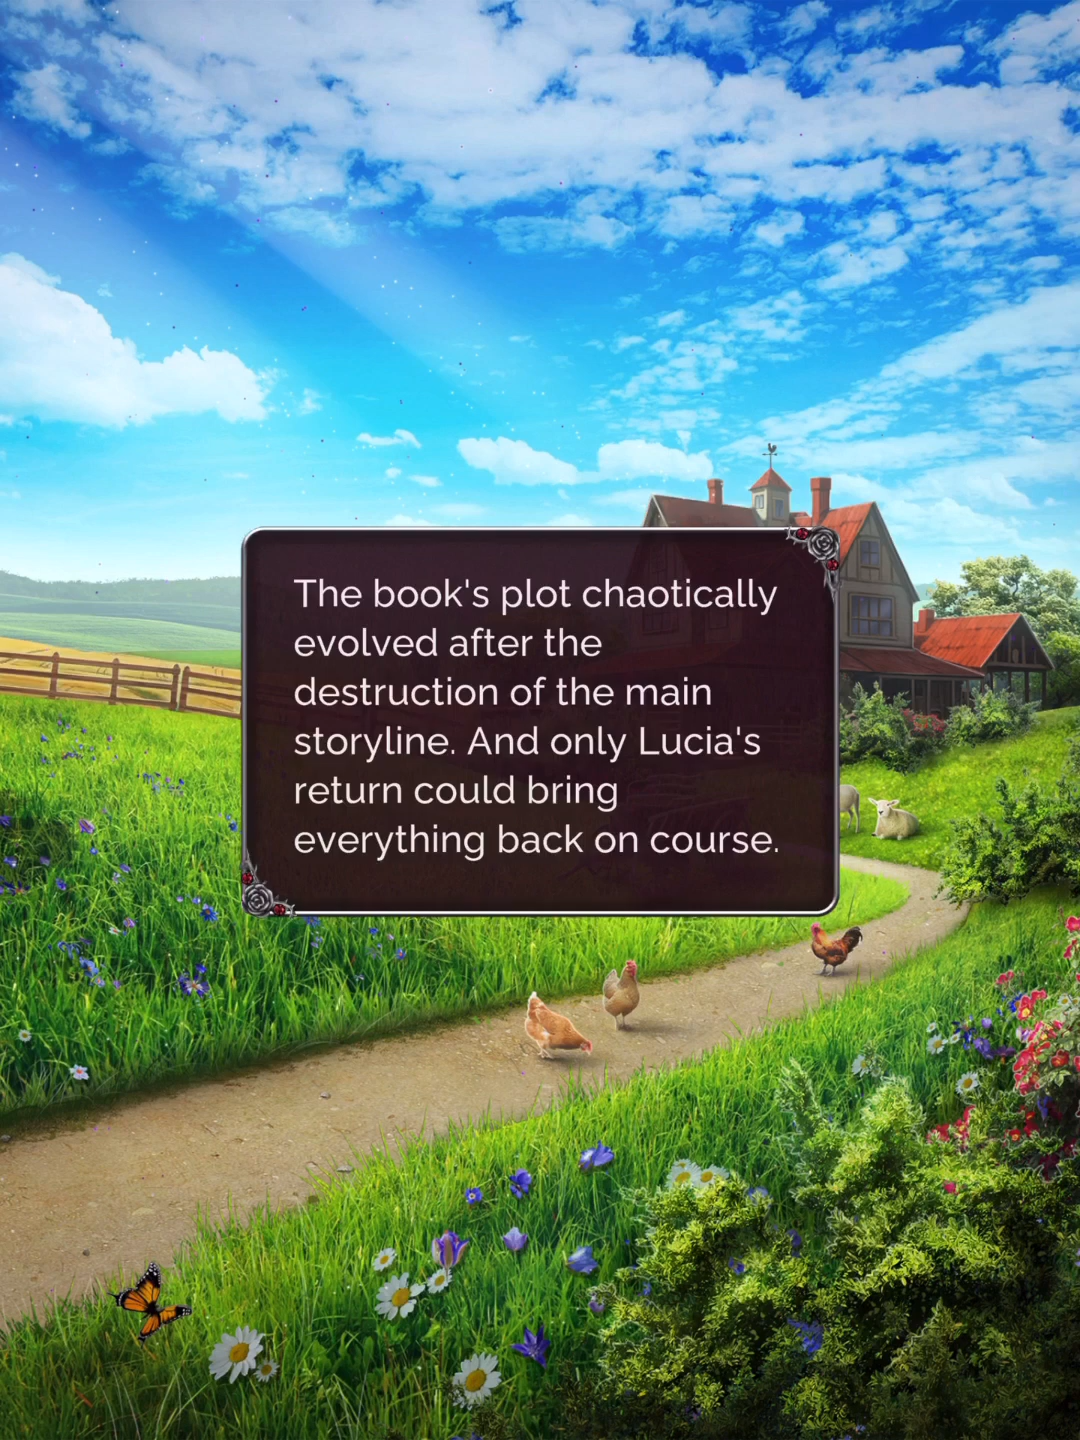 The book's plot chaotically
evolved after the
destruction of the main
storyline. And only Lucia's
return could bring
everything back on course.